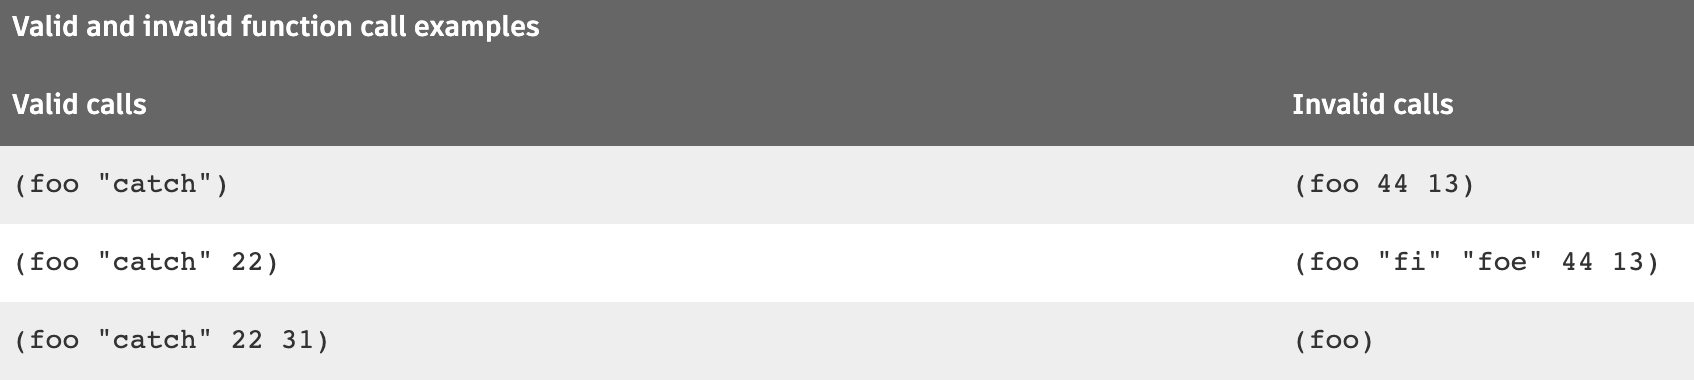 Valid and invalid function call examples
Valid calls Invalid calls
(foo "catch") (foo 44 13)
(foo "catch" 22) (foo "fi" "foe" 44 13)
(foo "catch" 22 31) (foo)